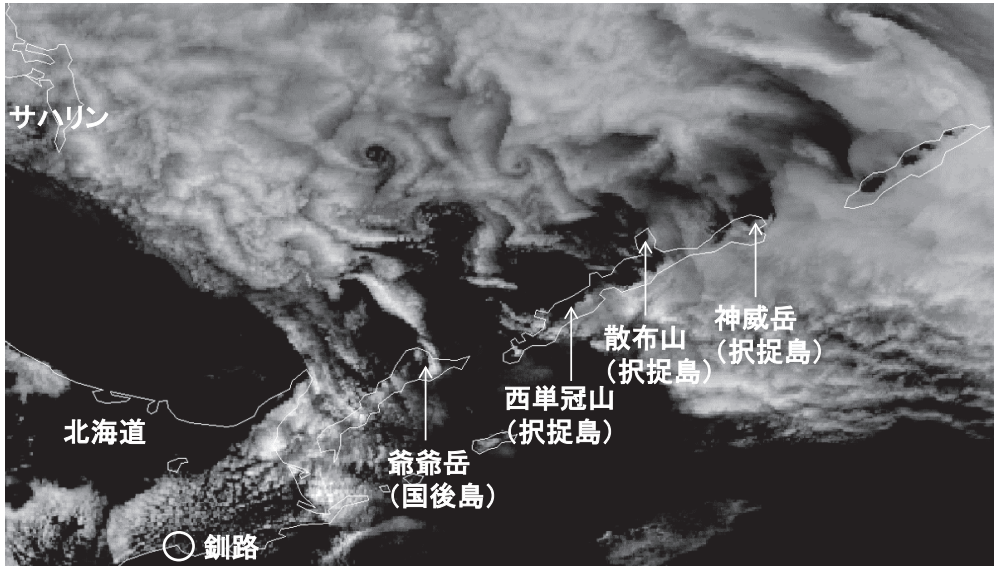 サハリン
神威岳
（択捉島）
散布山
（択捉島）
西単冠山
（択捉島）
北海道
爺爺岳
（国後島）
釧路